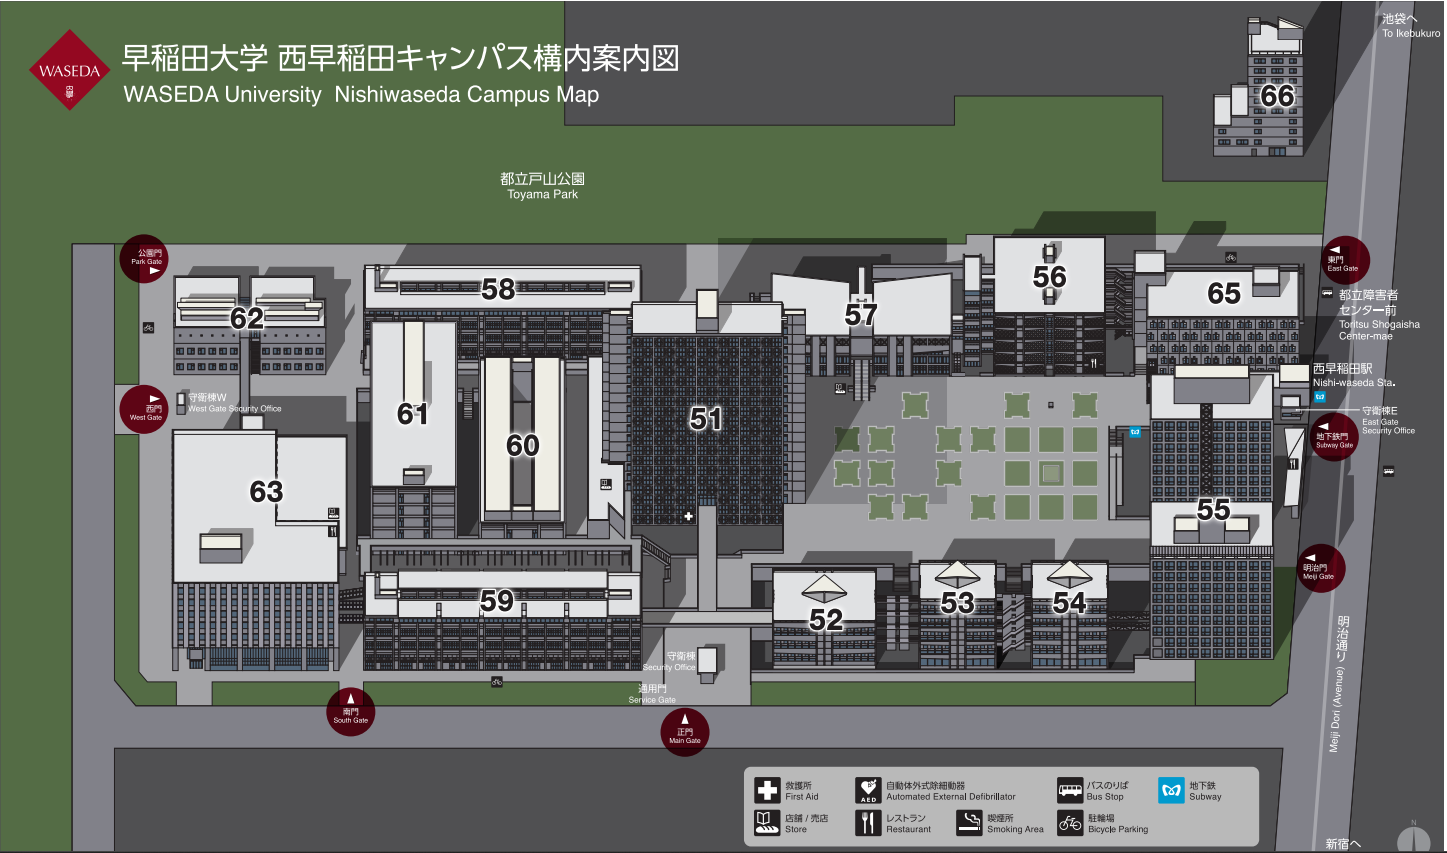 WASEDA
早稲田大学 西早稲田キャンパス構内案内図
WASEDA University Nishiwaseda Campus Map
池袋へ
To Ikebukuro
66
都立戸山公園
Toyama Park
公園門
Park Gate
東門
East Gate
58
62
57
56
65
都立障害者
センター前
Toritsu Shogaisha
Center-mae
西早稲田駅
Nishi-waseda Sta.
守衛棟W
West Gate Security Office
西門
West Gate
守衛棟E
East Gate
Security Office
地下鉄門
Subway Gate
61
60
51
63
55
明治門
Meiji Gate
59
52
53
54
守衛棟
Security Office
通用門
Service Gate
南門
South Gate
正門
Main Gate
明治通り Meiji Dori (Avenue)
救護所
First Aid
自動体外式除細動器
Automated External Defibrillator
AED
バスのりば
Bus Stop
地下鉄
Subway
店舗 / 売店
Store
レストラン
Restaurant
喫煙所
Smoking Area
駐輪場
Bicycle Parking
新宿へ
N